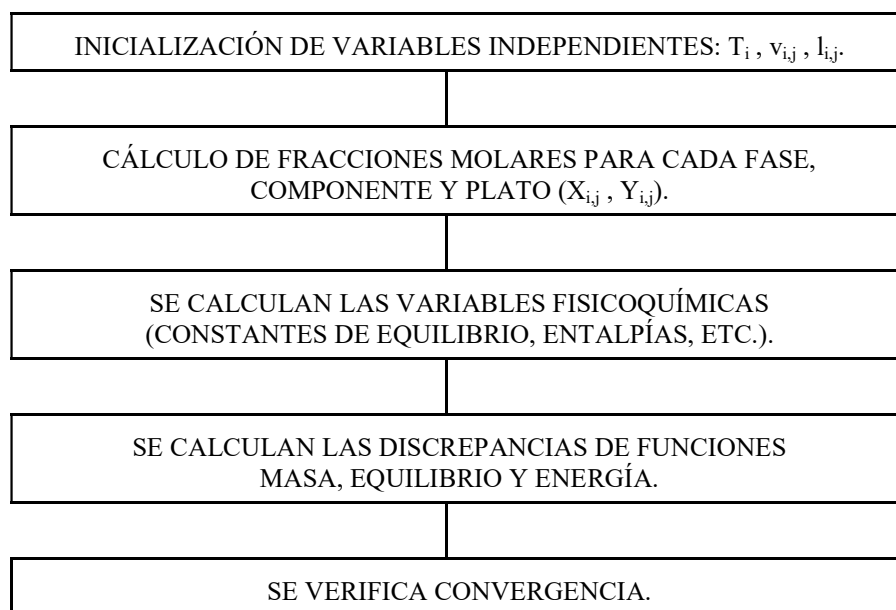 INICIALIZACIÓN DE VARIABLES INDEPENDIENTES: Ti , vi,j , li,j.
CÁLCULO DE FRACCIONES MOLARES PARA CADA FASE,
COMPONENTE Y PLATO (Xi,j , Yi,j).
SE CALCULAN LAS VARIABLES FISICOQUÍMICAS
(CONSTANTES DE EQUILIBRIO, ENTALPÍAS, ETC.).
SE CALCULAN LAS DISCREPANCIAS DE FUNCIONES
MASA, EQUILIBRIO Y ENERGÍA.
SE VERIFICA CONVERGENCIA.